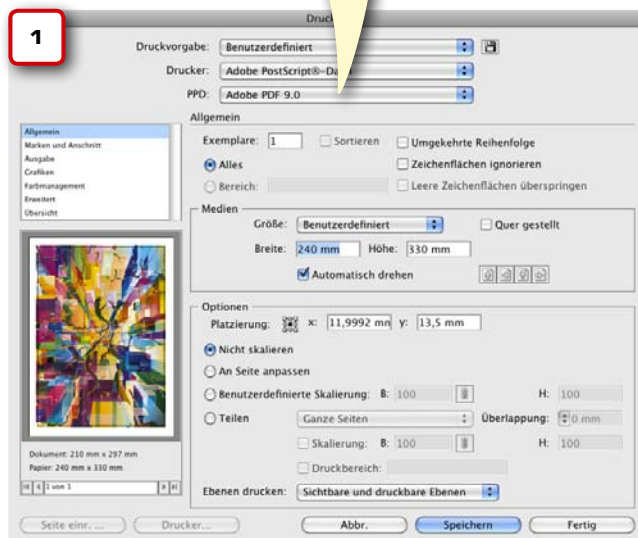 1
Druck
Druckvorgabe: Benutzerdefiniert
Drucker: Adobe PostScript®-Da
PPD: Adobe PDF 9.0
Allgemein
Marken und Anschnitt
Ausgabe
Grafiken
Farbmanagement
Erweitert
Übersicht
Dokument: 210 mm x 297 mm
Papier: 240 mm x 330 mm
1 von 1
Allgemein
Exemplare: 1 Sortieren Umgekehrte Reihenfolge
Alles Zeichenflächen ignorieren
Bereich: Leere Zeichenflächen überspringen
Medien
Größe: Benutzerdefiniert Quer gestellt
Breite: 240 mm Höhe: 330 mm
Automatisch drehen
Optionen
Platzierung: x: 11,9992 mn y: 13,5 mm
Nicht skalieren
An Seite anpassen
Benutzerdefinierte Skalierung: B: 100 H: 100
Teilen Ganze Seiten Überlappung: 0 mm
Skalierung: B: 100 H: 100
Druckbereich:
Ebenen drucken: Sichtbare und druckbare Ebenen
Seite einr. ... Drucker... Abbr. Speichern Fertig